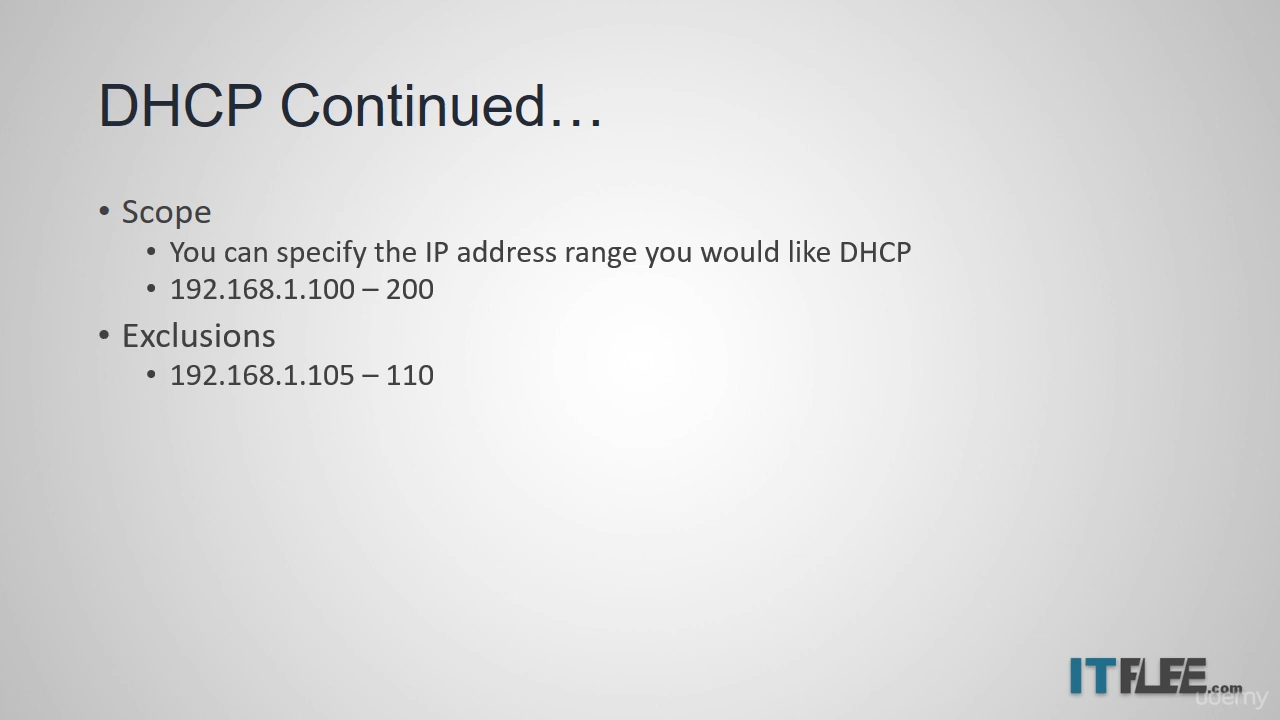 DHCP Continued…
• Scope
• You can specify the IP address range you would like DHCP
• 192.168.1.100 – 200
• Exclusions
• 192.168.1.105 – 110
ITFLEE.com
udemy